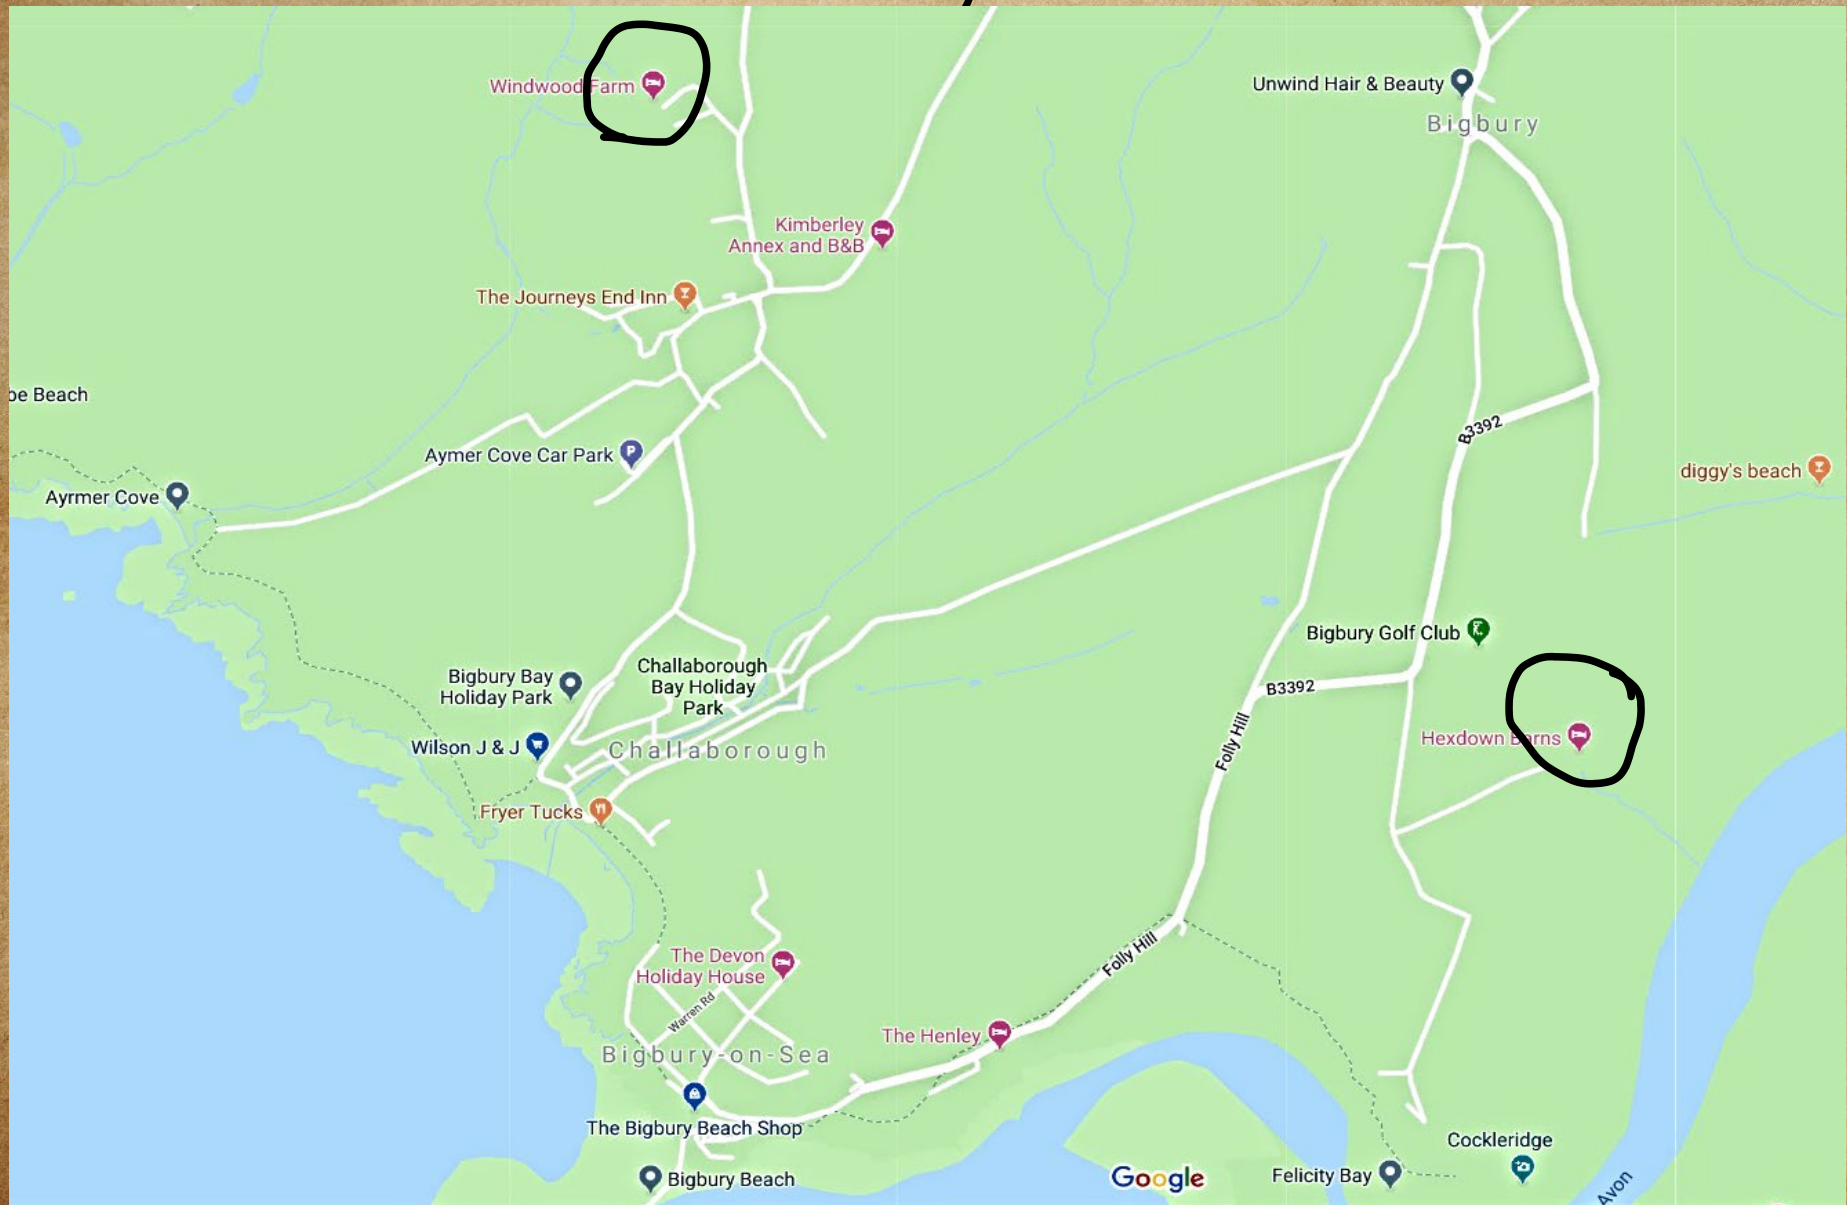 Windwood Farm
Unwind Hair & Beauty
Bigbury
Kimberley
Annex and B&B
The Journeys End Inn
be Beach
B3392
Aymer Cove Car Park
diggy's beach
Ayrmer Cove
Bigbury Golf Club
Challaborough
Bay Holiday
Park
Bigbury Bay
Holiday Park
B3392
Hexdown Barns
Wilson J & J
Challaborough
Folly Hill
Fryer Tucks
The Devon
Holiday House
Folly Hill
Warren Rd
The Henley
Bigbury-on-Sea
The Bigbury Beach Shop
Cockleridge
Bigbury Beach
Google
Felicity Bay
Avon